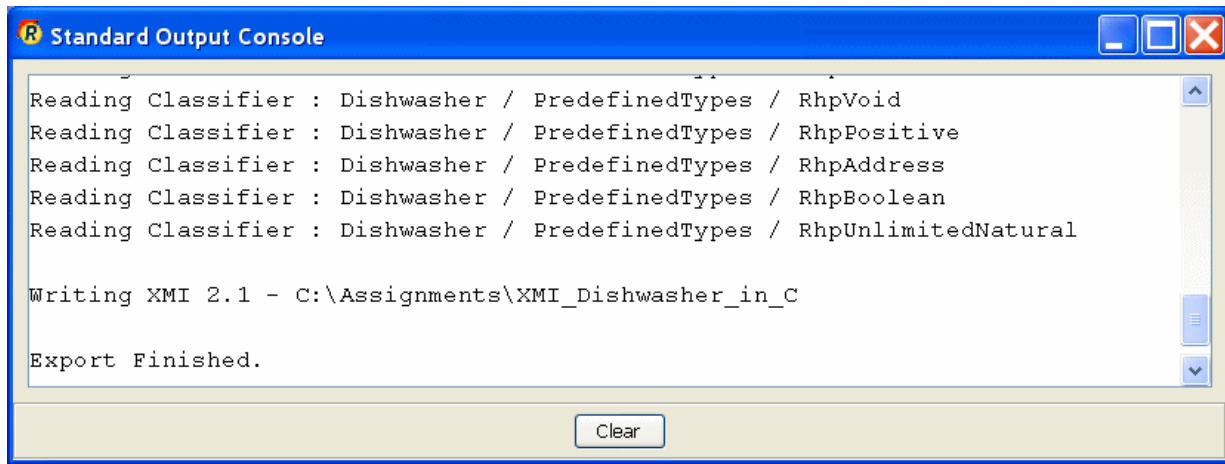 Standard Output Console
Reading Classifier : Dishwasher / PredefinedTypes / RhpVoid
Reading Classifier : Dishwasher / PredefinedTypes / RhpPositive
Reading Classifier : Dishwasher / PredefinedTypes / RhpAddress
Reading Classifier : Dishwasher / PredefinedTypes / RhpBoolean
Reading Classifier : Dishwasher / PredefinedTypes / RhpUnlimitedNatural
Writing XMI 2.1 - C:\Assignments\XMI_Dishwasher_in_C
Export Finished.
Clear